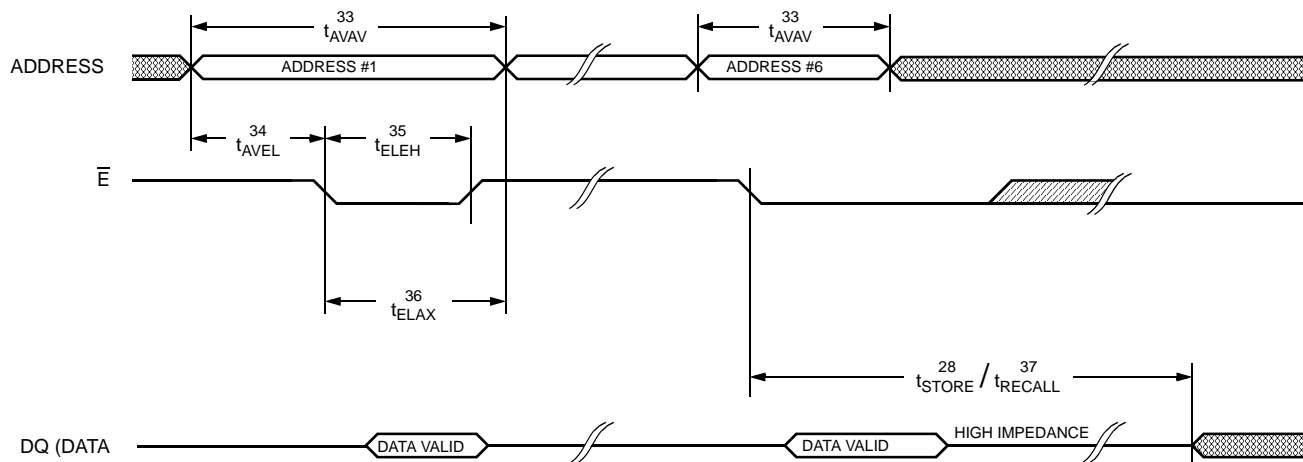 33 33
tAVAV tAVAV
ADDRESS ADDRESS #1 ADDRESS #6
34 35
tAVEL tELEH
E
36
tELAX
28 37
tSTORE / tRECALL
DQ (DATA DATA VALID DATA VALID HIGH IMPEDANCE